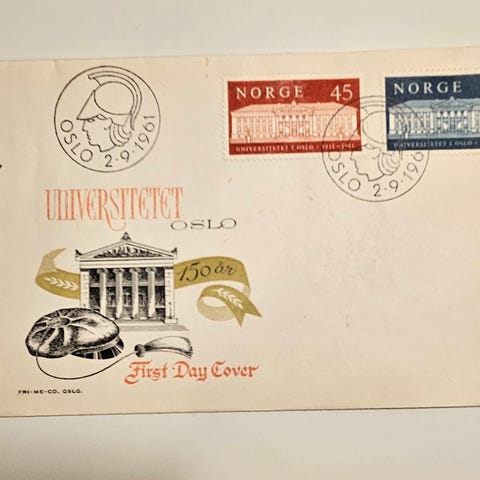 OSLO 2·9·1961
NORGE 45
UNIVERSITETET I OSLO · 1811–1961
NORGE
UNIVERSITETET I OSLO
OSLO 2·9·1961
UNIVERSITETET
OSLO
150 år
First Day Cover
FRI-ME-CO. OSLO.